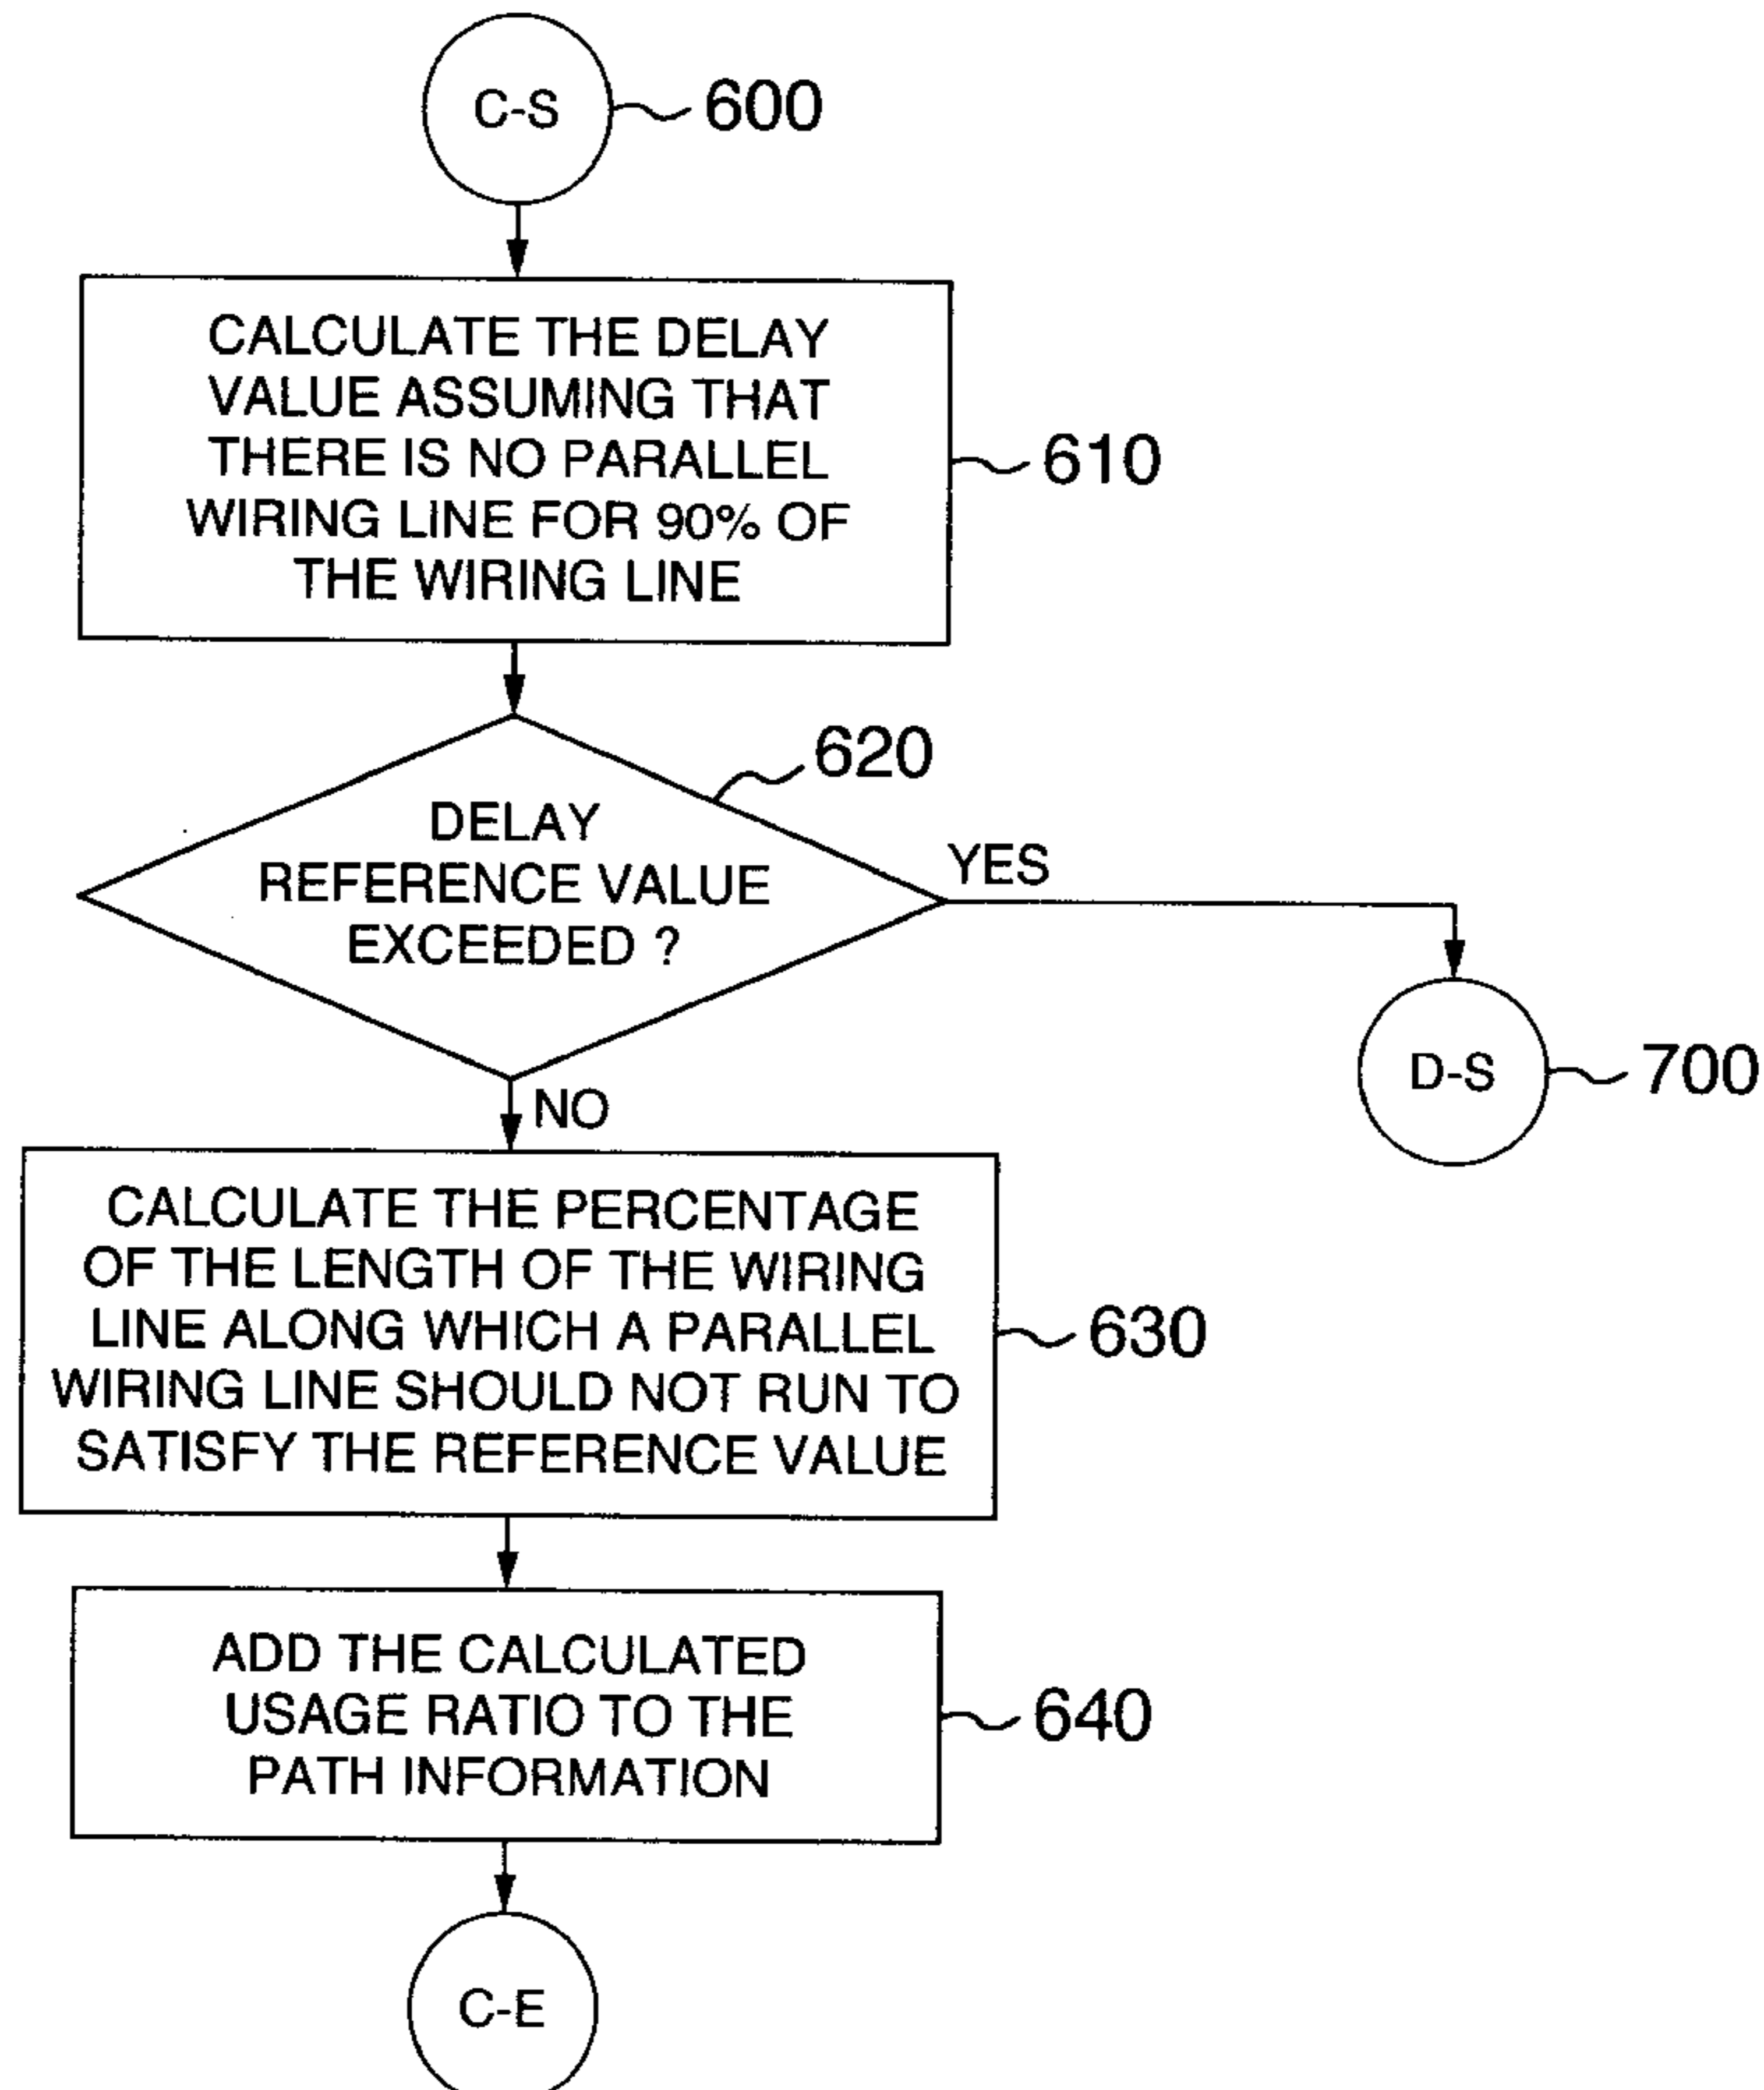 C-S
600
CALCULATE THE DELAY
VALUE ASSUMING THAT
THERE IS NO PARALLEL
WIRING LINE FOR 90% OF
THE WIRING LINE
610
620
DELAY
REFERENCE VALUE
EXCEEDED ?
YES
D-S
700
NO
CALCULATE THE PERCENTAGE
OF THE LENGTH OF THE WIRING
LINE ALONG WHICH A PARALLEL
WIRING LINE SHOULD NOT RUN TO
SATISFY THE REFERENCE VALUE
630
ADD THE CALCULATED
USAGE RATIO TO THE
PATH INFORMATION
640
C-E